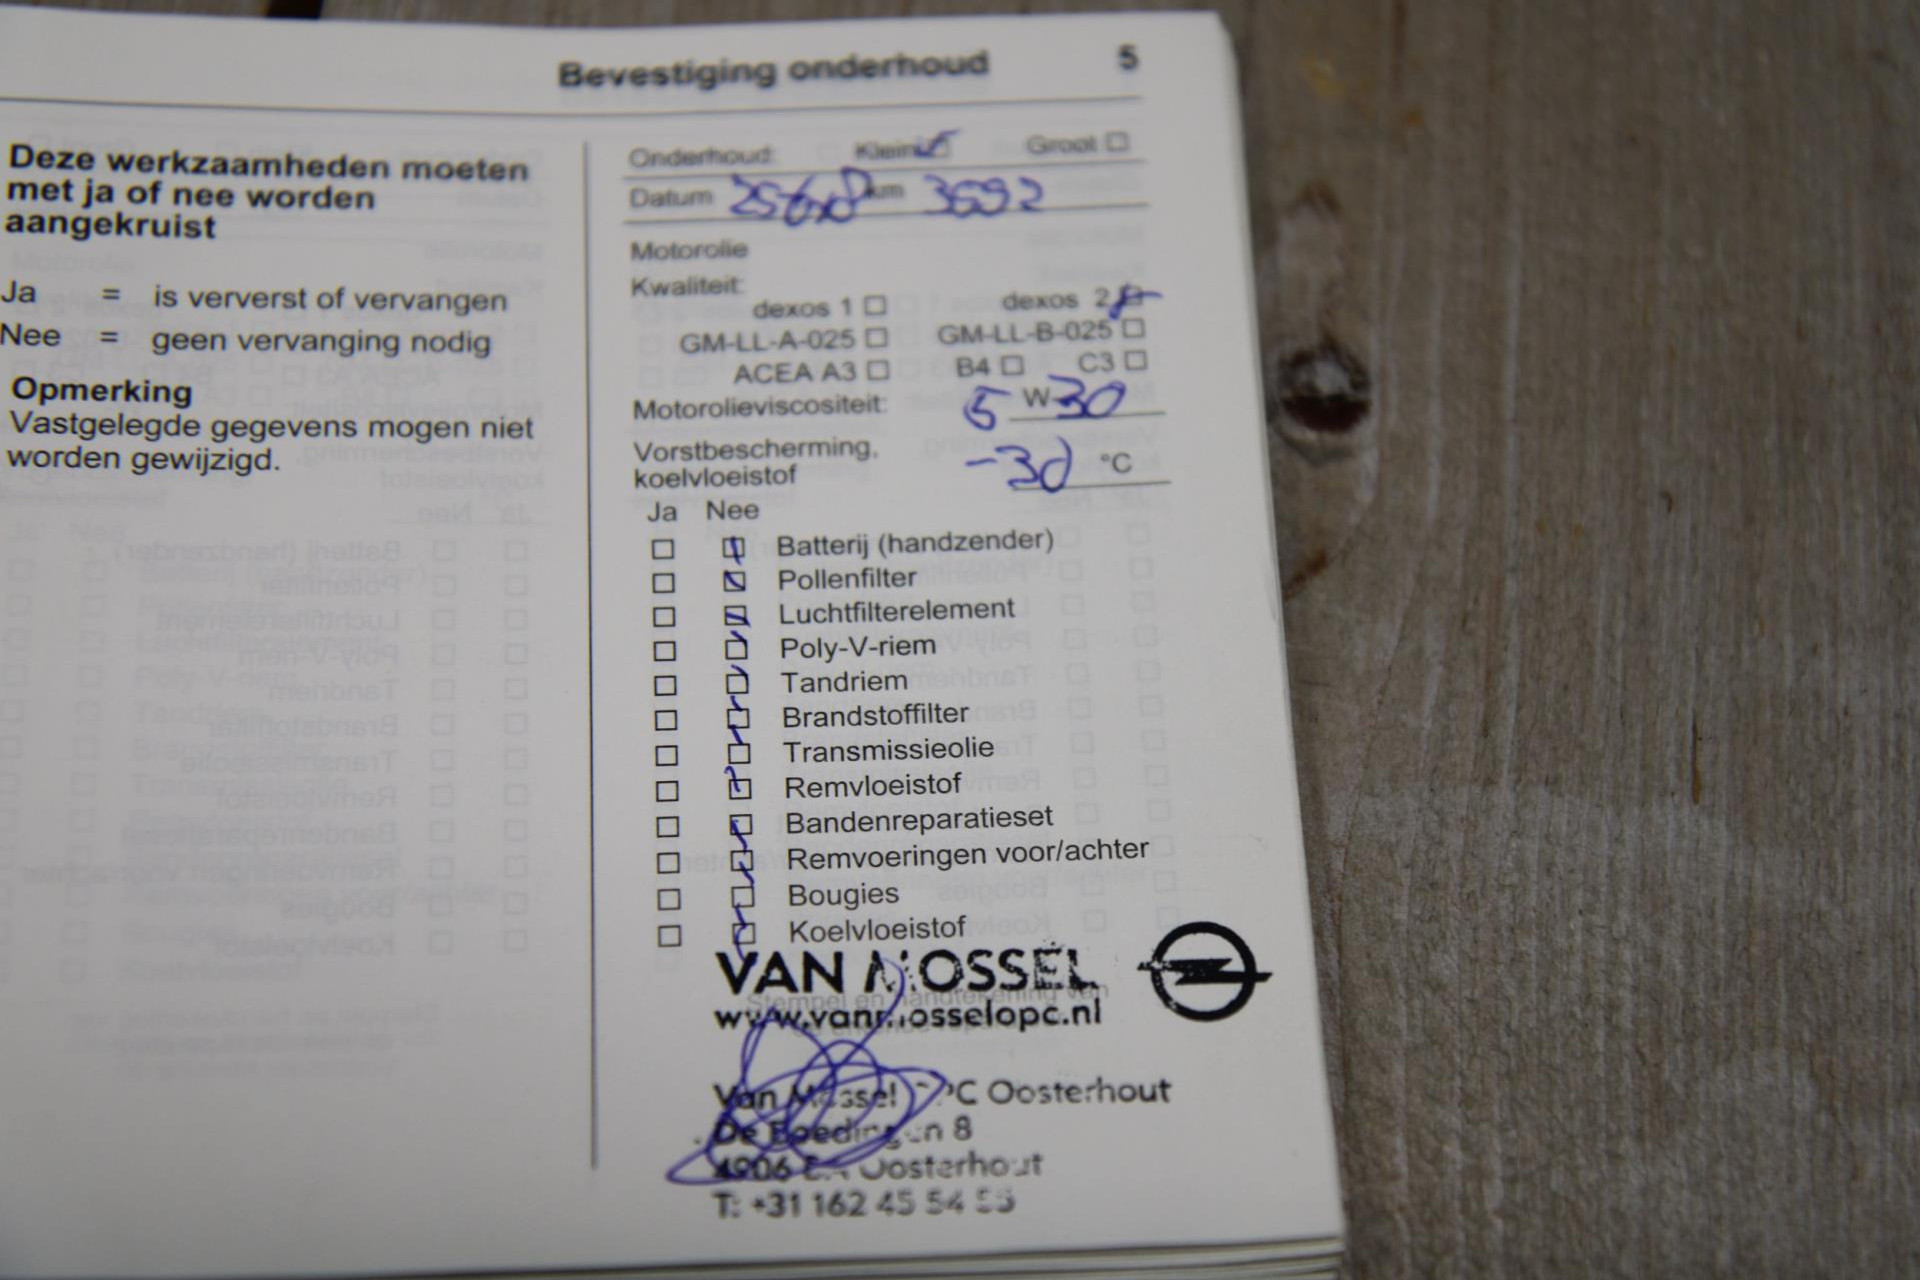 Bevestiging onderhoud 5
Deze werkzaamheden moeten
met ja of nee worden
aangekruist
Ja = is ververst of vervangen
Nee = geen vervanging nodig
Opmerking
Vastgelegde gegevens mogen niet
worden gewijzigd.
Onderhoud: Klein Groot
Datum km 3692
Motorolie
Kwaliteit:
dexos 1 dexos 2
GM-LL-A-025 GM-LL-B-025
ACEA A3 B4 C3
Motorolieviscositeit: 5 W-30
Vorstbescherming,
koelvloeistof -30 °C
Ja Nee
Batterij (handzender)
Pollenfilter
Luchtfilterelement
Poly-V-riem
Tandriem
Brandstoffilter
Transmissieolie
Remvloeistof
Bandenreparatieset
Remvoeringen voor/achter
Bougies
Koelvloeistof
VAN MOSSEL
Stempel en handtekening van
www.vanmosselopc.nl
Van Mossel OPC Oosterhout
De Boedingen 8
4906 BA Oosterhout
T: +31 162 45 54